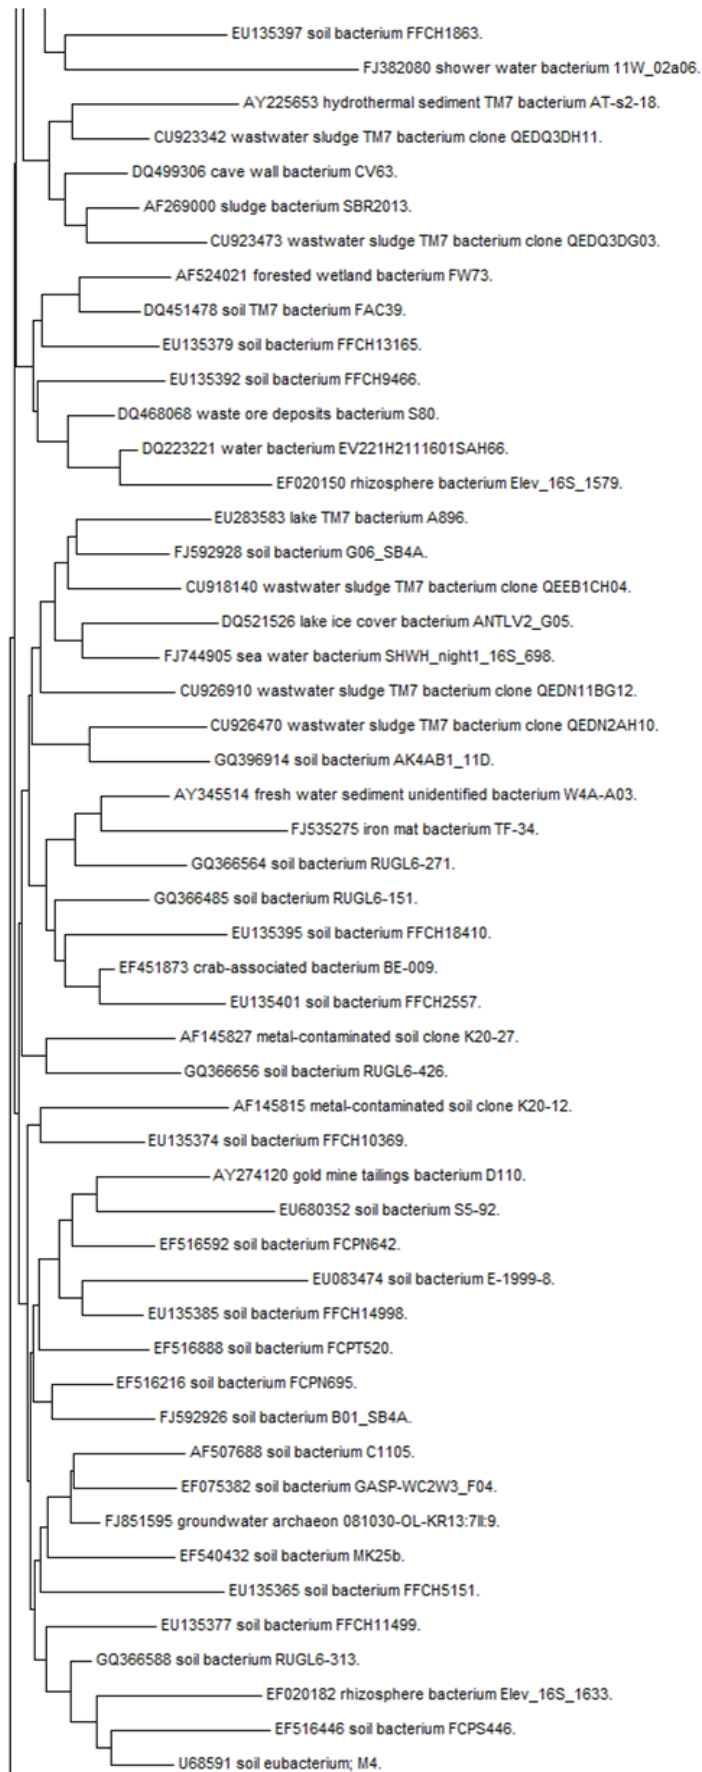 EU135397 soil bacterium FFCH1863.
FJ382080 shower water bacterium 11W_02a06.
AY225653 hydrothermal sediment TM7 bacterium AT-s2-18.
CU923342 wastwater sludge TM7 bacterium clone QEDQ3DH11.
DQ499306 cave wall bacterium CV63.
AF269000 sludge bacterium SBR2013.
CU923473 wastwater sludge TM7 bacterium clone QEDQ3DG03.
AF524021 forested wetland bacterium FW73.
DQ451478 soil TM7 bacterium FAC39.
EU135379 soil bacterium FFCH13165.
EU135392 soil bacterium FFCH9466.
DQ468068 waste ore deposits bacterium S80.
DQ223221 water bacterium EV221H2111601SAH66.
EF020150 rhizosphere bacterium Elev_16S_1579.
EU283583 lake TM7 bacterium A896.
FJ592928 soil bacterium G06_SB4A.
CU918140 wastwater sludge TM7 bacterium clone QEEB1CH04.
DQ521526 lake ice cover bacterium ANTLV2_G05.
FJ744905 sea water bacterium SHWH_night1_16S_698.
CU926910 wastwater sludge TM7 bacterium clone QEDN11BG12.
CU926470 wastwater sludge TM7 bacterium clone QEDN2AH10.
GQ396914 soil bacterium AK4AB1_11D.
AY345514 fresh water sediment unidentified bacterium W4A-A03.
FJ535275 iron mat bacterium TF-34.
GQ366564 soil bacterium RUGL6-271.
GQ366485 soil bacterium RUGL6-151.
EU135395 soil bacterium FFCH18410.
EF451873 crab-associated bacterium BE-009.
EU135401 soil bacterium FFCH2557.
AF145827 metal-contaminated soil clone K20-27.
GQ366656 soil bacterium RUGL6-426.
AF145815 metal-contaminated soil clone K20-12.
EU135374 soil bacterium FFCH10369.
AY274120 gold mine tailings bacterium D110.
EU680352 soil bacterium S5-92.
EF516592 soil bacterium FCPN642.
EU083474 soil bacterium E-1999-8.
EU135385 soil bacterium FFCH14998.
EF516888 soil bacterium FCPT520.
EF516216 soil bacterium FCPN695.
FJ592926 soil bacterium B01_SB4A.
AF507688 soil bacterium C1105.
EF075382 soil bacterium GASP-WC2W3_F04.
FJ851595 groundwater archaeon 081030-OL-KR13:7II:9.
EF540432 soil bacterium MK25b.
EU135365 soil bacterium FFCH5151.
EU135377 soil bacterium FFCH11499.
GQ366588 soil bacterium RUGL6-313.
EF020182 rhizosphere bacterium Elev_16S_1633.
EF516446 soil bacterium FCPS446.
U68591 soil eubacterium; M4.